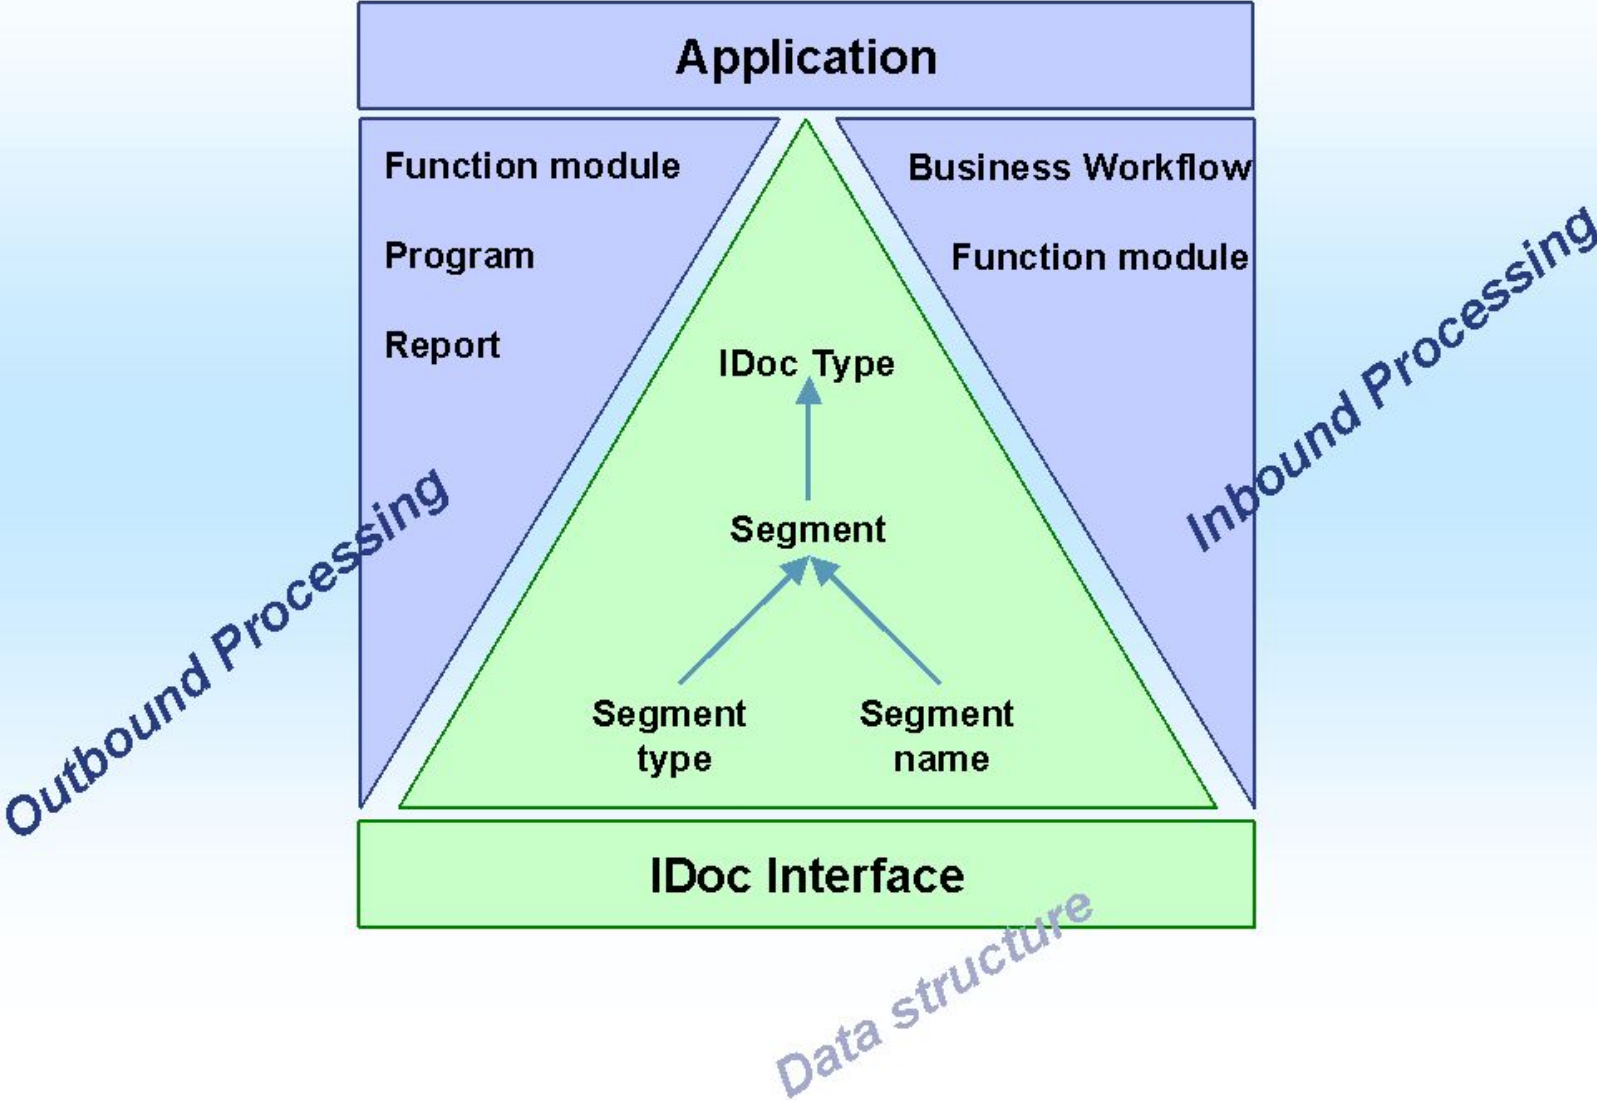 Application
Function module
Program
Report
Business Workflow
Function module
IDoc Type
Segment
Segment
type
Segment
name
Outbound Processing
Inbound Processing
IDoc Interface
Data structure